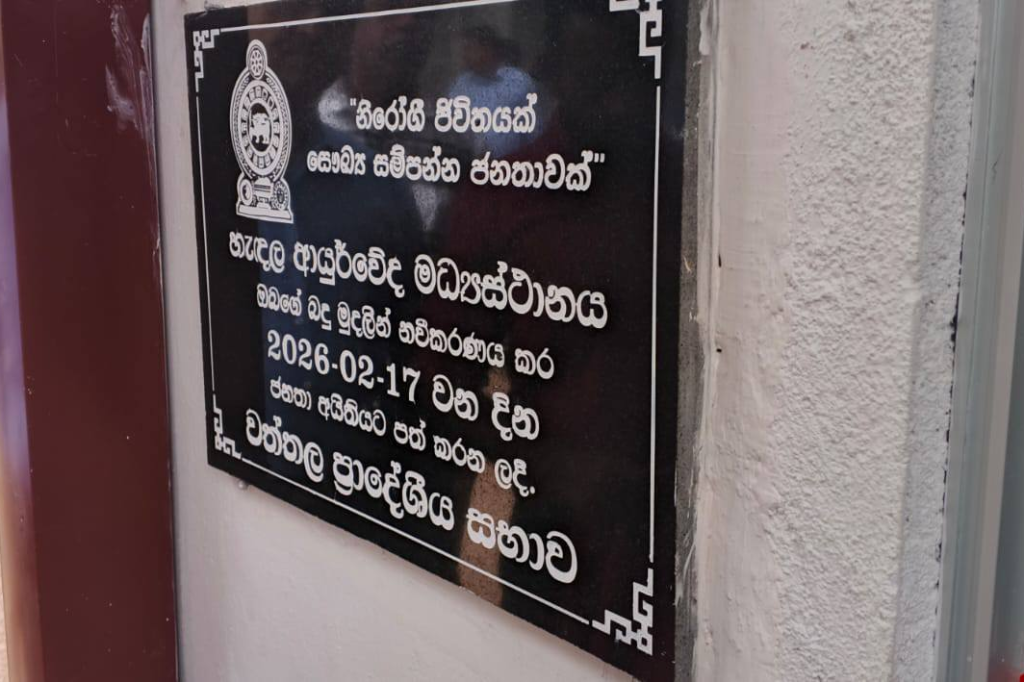 "නිරෝගී ජීවිතයක්
සෞඛ්‍ය සම්පන්න ජනතාවක්"
හැඳල ආයුර්වේද මධ්‍යස්ථානය
ඔබගේ බදු මුදලින් නවීකරණය කර
2026-02-17 වන දින
ජනතා අයිතියට පත් කරන ලදී.
වත්තල ප්‍රාදේශීය සභාව